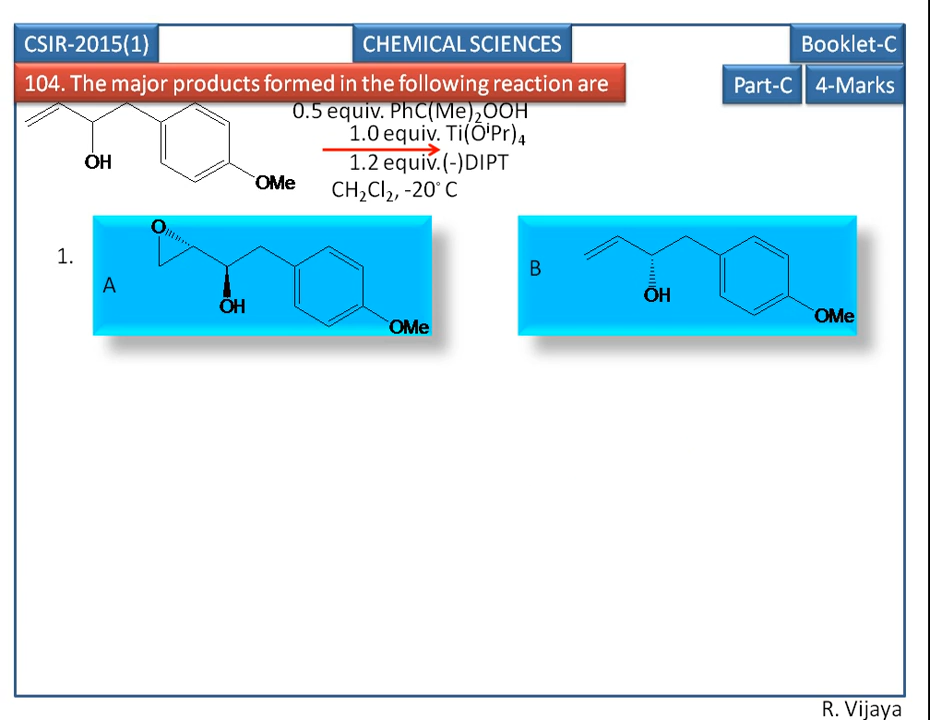 CSIR-2015(1) CHEMICAL SCIENCES Booklet-C
104. The major products formed in the following reaction are Part-C 4-Marks
0.5 equiv. PhC(Me)₂OOH
1.0 equiv. Ti(OⁱPr)₄
OH
1.2 equiv.(-)DIPT
OMe
CH₂Cl₂, -20° C
O
1.
A
B
OH
OH
OMe
OMe
R. Vijaya